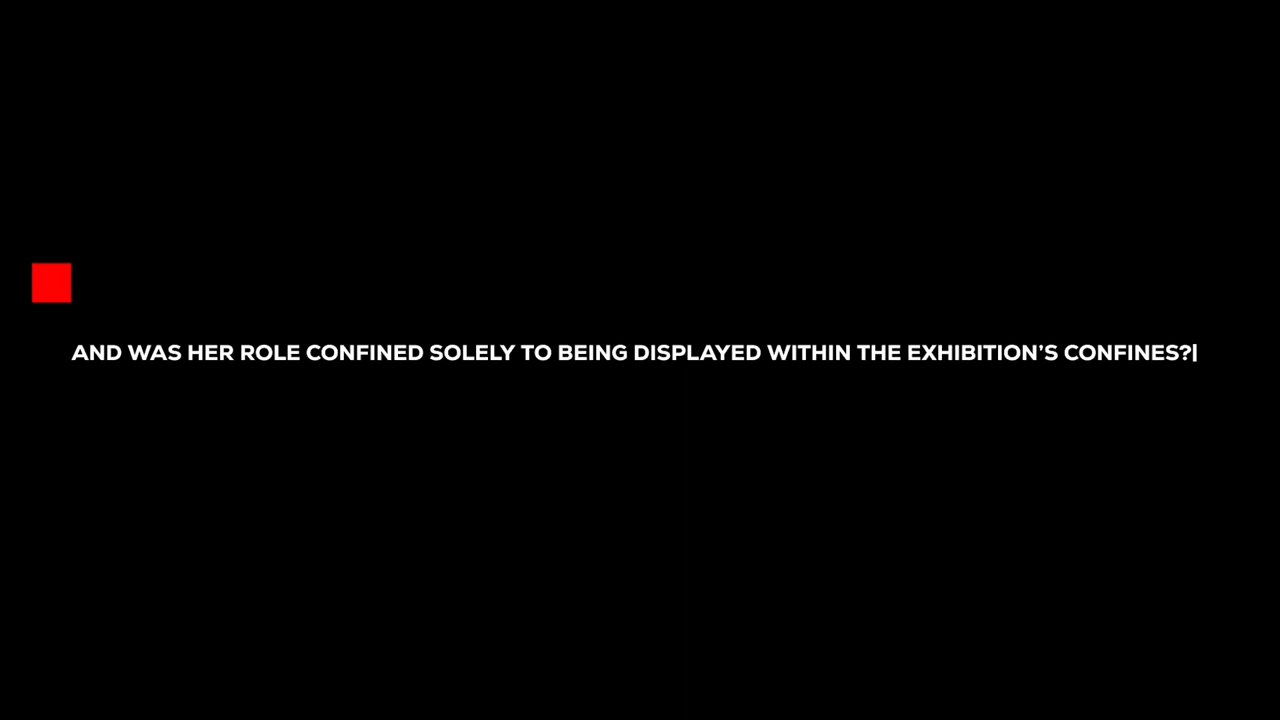 AND WAS HER ROLE CONFINED SOLELY TO BEING DISPLAYED WITHIN THE EXHIBITION’S CONFINES?